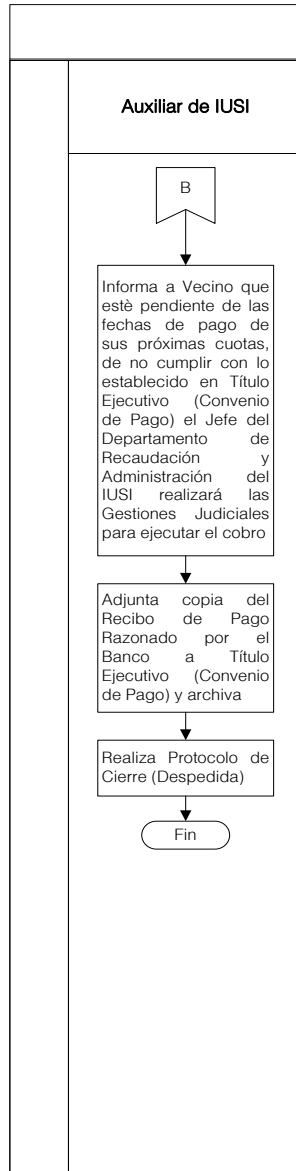 Auxiliar de IUSI
B
Informa a Vecino que
estè pendiente de las
fechas de pago de
sus próximas cuotas,
de no cumplir con lo
establecido en Título
Ejecutivo (Convenio
de Pago) el Jefe del
Departamento de
Recaudación y
Administración del
IUSI realizará las
Gestiones Judiciales
para ejecutar el cobro
Adjunta copia del
Recibo de Pago
Razonado por el
Banco a Título
Ejecutivo (Convenio
de Pago) y archiva
Realiza Protocolo de
Cierre (Despedida)
Fin